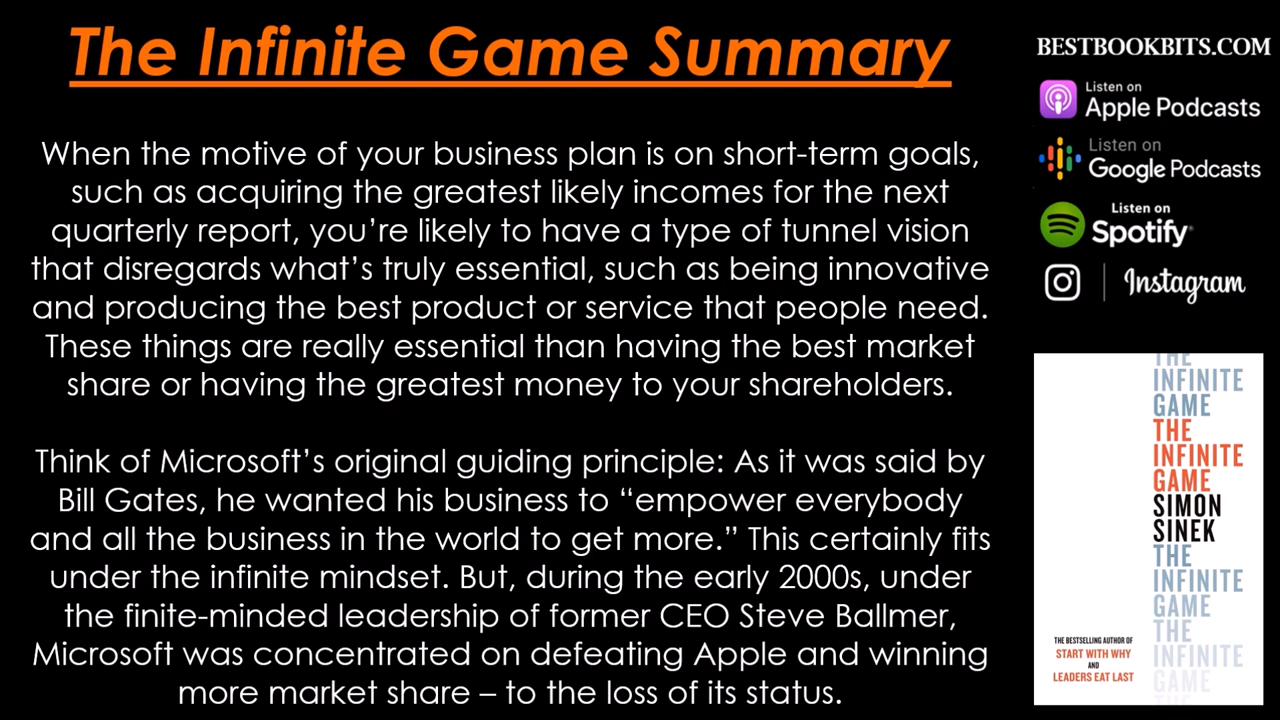 The Infinite Game Summary
When the motive of your business plan is on short-term goals,
such as acquiring the greatest likely incomes for the next
quarterly report, you’re likely to have a type of tunnel vision
that disregards what’s truly essential, such as being innovative
and producing the best product or service that people need.
These things are really essential than having the best market
share or having the greatest money to your shareholders.
Think of Microsoft’s original guiding principle: As it was said by
Bill Gates, he wanted his business to “empower everybody
and all the business in the world to get more.” This certainly fits
under the infinite mindset. But, during the early 2000s, under
the finite-minded leadership of former CEO Steve Ballmer,
Microsoft was concentrated on defeating Apple and winning
more market share – to the loss of its status.
BESTBOOKBITS.COM
Listen on
Apple Podcasts
Listen on
Google Podcasts
Listen on
Spotify
Instagram
THE
INFINITE
GAME
THE
INFINITE
GAME
SIMON
SINEK
THE
INFINITE
GAME
THE
INFINITE
GAME
THE BESTSELLING AUTHOR OF
START WITH WHY
AND
LEADERS EAT LAST